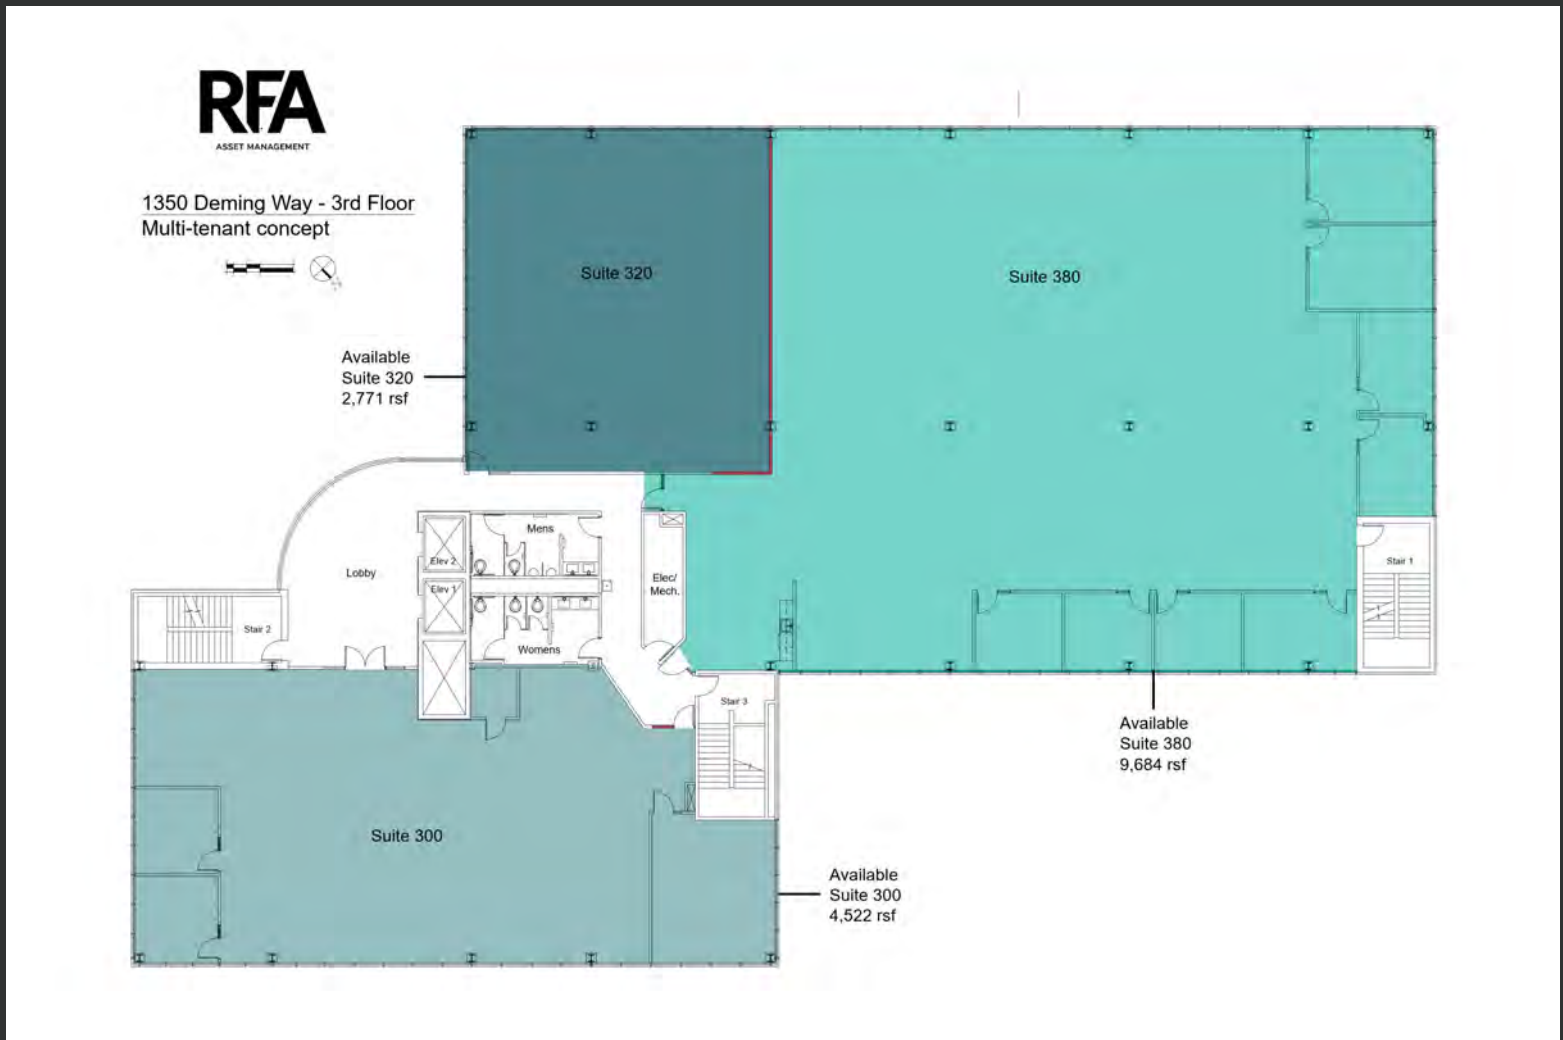 RFA
ASSET MANAGEMENT
1350 Deming Way - 3rd Floor
Multi-tenant concept
Suite 320
Suite 380
Available
Suite 320
2,771 rsf
Mens
Elev 2
Lobby
Elec/
Mech.
Elev 1
Stair 1
Stair 2
Womens
Stair 3
Available
Suite 380
9,684 rsf
Suite 300
Available
Suite 300
4,522 rsf